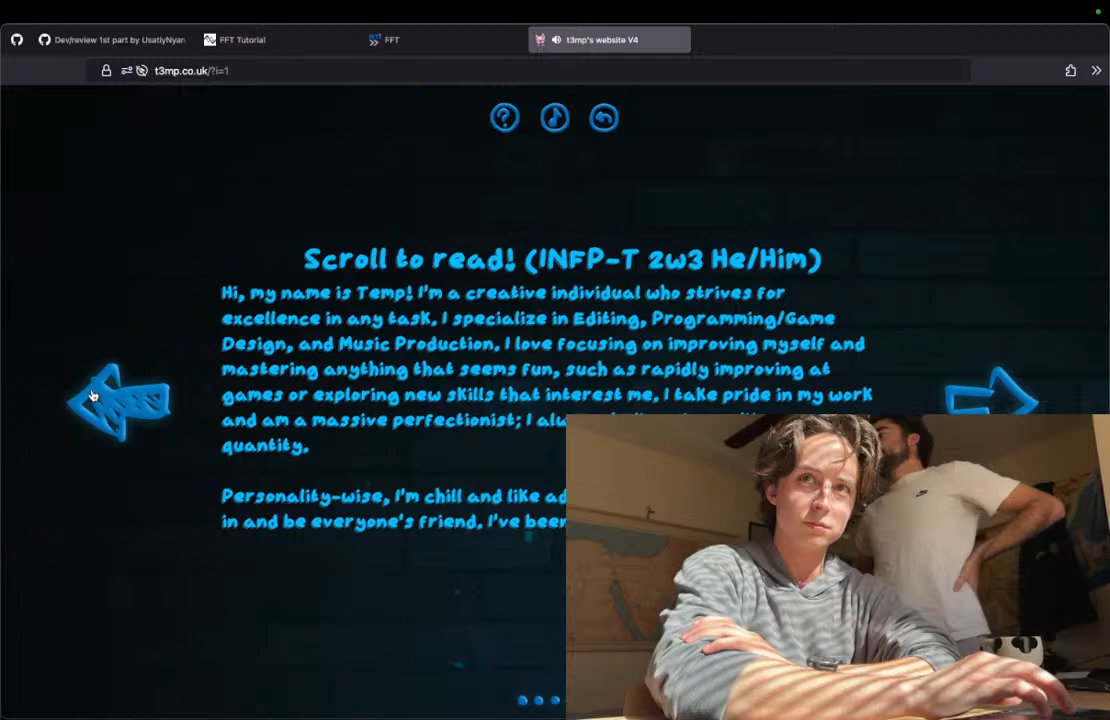 Dev/review 1st part by UsatiyNyan
FFT Tutorial
FFT
t3mp's website V4
t3mp.co.uk/?i=1
Scroll to read! (INFP-T 2w3 He/Him)
Hi, my name is Temp! I'm a creative individual who strives for
excellence in any task. I specialize in Editing, Programming/Game
Design, and Music Production. I love focusing on improving myself and
mastering anything that seems fun, such as rapidly improving at
games or exploring new skills that interest me. I take pride in my work
and am a massive perfectionist; I
quantity.
Personality-wise, I'm chill and like
in and be everyone's friend. I've been